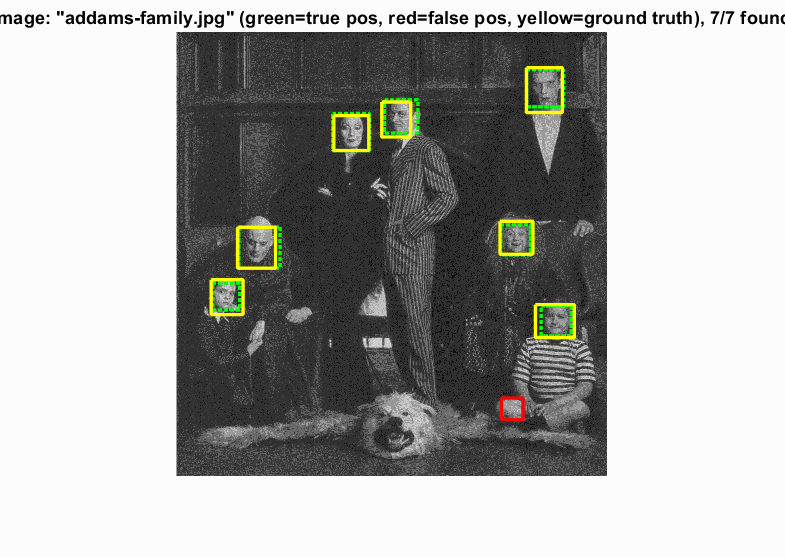 mage: "addams-family.jpg" (green=true pos, red=false pos, yellow=ground truth), 7/7 found